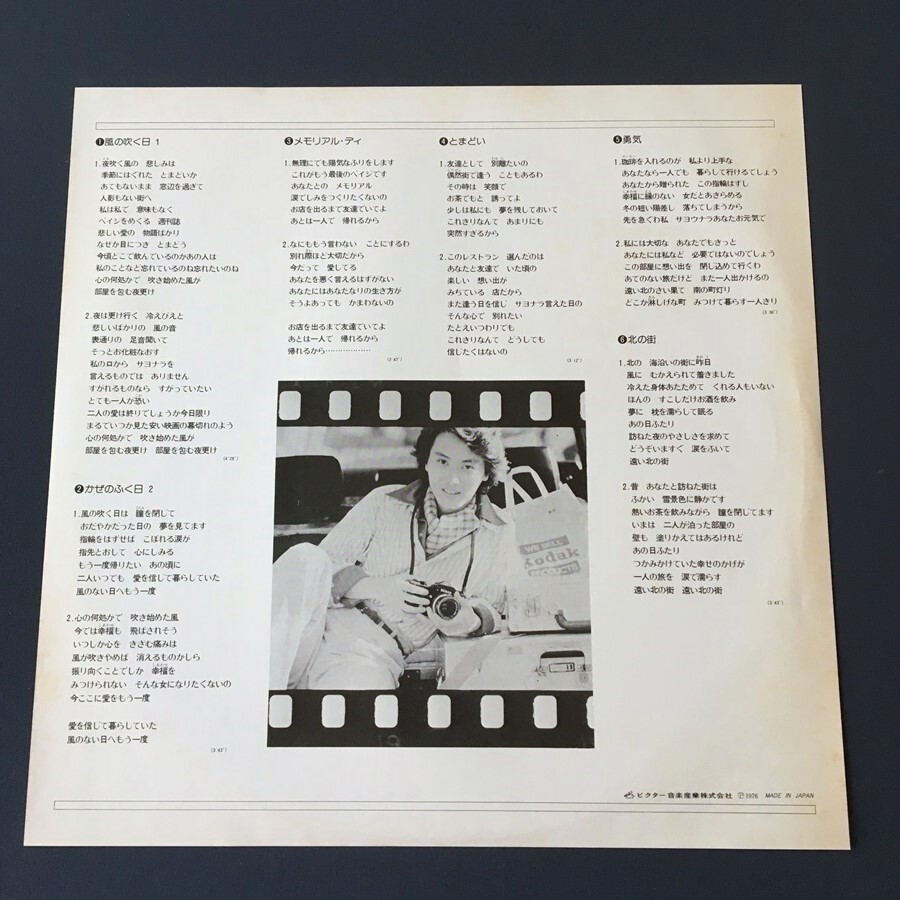 ❶風の吹く日 1
1.夜吹く風の 悲しみは
季節にはぐれた とまどいか
あてもないまま 窓辺を過ぎて
人影もない街へ
私は私で 意味もなく
ペイジをめくる 週刊誌
悲しい愛の 物語ばかり
なぜか目につき とまどう
今頃どこで飲んでいるのかあの人は
私のことなど忘れているのね忘れたいのね
心の何処かで 吹き始めた風が
部屋を包む夜更け
2.夜は更け行く 冷えびえと
悲しいばかりの 風の音
表通りの 足音聞いて
そっとお化粧なおす
私の口から サヨナラを
言えるものでは ありません
すがれるものなら すがっていたい
とても一人が恐い
二人の愛は終りでしょうか今日限り
まるでいつか見た安い映画の幕切れのよう
心の何処かで 吹き始めた風が
部屋を包む夜更け 部屋を包む夜更け
(4'28")
❷かぜのふく日 2
1.風の吹く日は 瞳を閉じて
おだやかだった日の 夢を見てます
指輪をはずせば こぼれる涙が
指先とおして 心にしみる
もう一度帰りたい あの頃に
二人いつでも 愛を信じて暮らしていた
風のない日へもう一度
2.心の何処かで 吹き始めた風
今では幸福も 飛ばされそう
いつしか心を きざむ痛みは
風が吹きやめば 消えるものかしら
振り向くことでしか 幸福を
みつけられない そんな女になりたくないの
今ここに愛をもう一度
愛を信じて暮らしていた
風のない日へもう一度
(3'43")
❸メモリアル・デイ
1.無理にでも陽気なふりをします
これがもう最後のペイジです
あなたとの メモリアル
涙でしみをつくりたくないの
お店を出るまで友達でいてよ
あとは一人で 帰れるから
2.なにももう言わない ことにするわ
別れ際ほど大切だから
今だって 愛してる
あなたを悪く言えるはずがない
あなたにはあなたなりの生き方が
そうよあっても かまわないの
お店を出るまで友達でいてよ
あとは一人で 帰れるから
帰れるから………………
(3'47")
❹とまどい
1.友達として 別離たいの
偶然街で逢う こともあるわ
その時は 笑顔で
お茶でもと 誘ってよ
少しは私にも 夢を残しておいて
これきりなんて あまりにも
突然すぎるから
2.このレストラン 選んだのは
あなたと友達で いた頃の
楽しい 想い出が
みちている 店だから
また逢う日を信じ サヨナラ言えた日の
そんな心で 別れたい
たとえいつわりでも
これきりなんて どうしても
信じたくはないの
(3'12")
❺勇気
1.珈琲を入れるのが 私より上手な
あなたなら一人でも 暮らして行けるでしょう
あなたから贈られた この指輪はずし
幸福に縁のない 女だとあきらめる
冬の短い陽差し 落ちてしまうから
先を急ぐわ私 サヨウナラあなたお元気で
2.私には大切な あなたでもきっと
あなたには私など 必要ではないのでしょう
この部屋に想い出を 閉じ込めて行くわ
あてのない旅だけど また一人出かけるの
遠い北のさい果て 南の町灯り
どこか淋しげな町 みつけて暮らす一人きり
❻北の街
1.北の 海沿いの街に昨日
風に むかえられて着きました
冷えた身体あたためて くれる人もいない
ほんの すこしだけお酒を飲み
夢に 枕を濡らして眠る
あの日ふたり
訪ねた夜のやさしさを求めて
どうぞいますぐ 涙をふいて
遠い北の街
2.昔 あなたと訪ねた街は
ふかい 雪景色に静かです
熱いお茶を飲みながら 瞳を閉じてます
いまは 二人が泊った部屋の
壁も 塗りかえてはあるけれど
あの日ふたり
つかみかけていた幸せのかげが
一人の旅を 涙で濡らす
遠い北の街 遠い北の街
(3'43")
WE SELL
Kodak
PRODUCTS
ビクター音楽産業株式会社 Ⓟ1976 MADE IN JAPAN